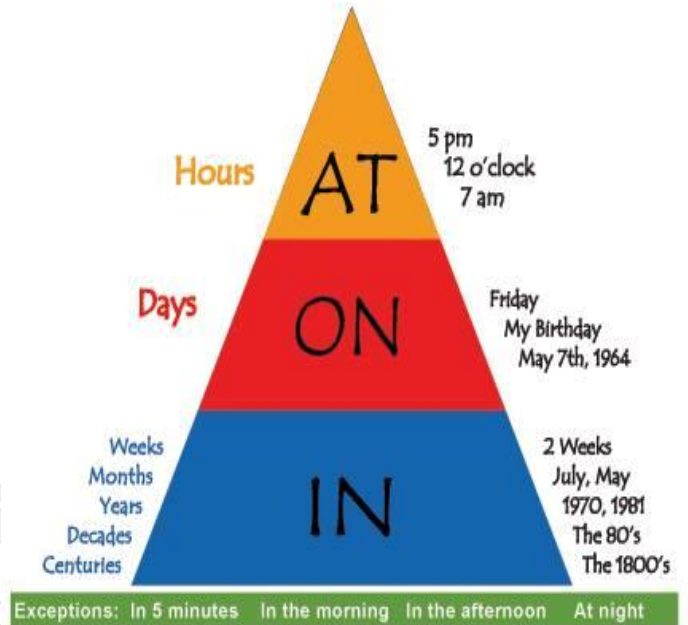 5 pm
12 o'clock
7 am
Hours
AT
Days
ON
Friday
My Birthday
May 7th, 1964
Weeks
Months
Years
Decades
Centuries
IN
2 Weeks
July, May
1970, 1981
The 80's
The 1800's
Exceptions: In 5 minutes In the morning In the afternoon At night